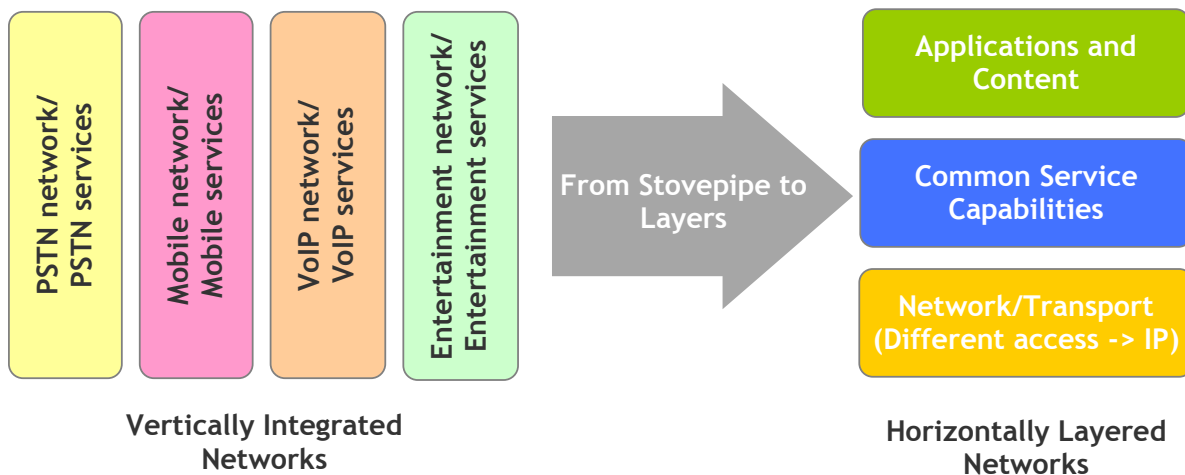 PSTN network/
PSTN services
Mobile network/
Mobile services
VoIP network/
VoIP services
Entertainment network/
Entertainment services
From Stovepipe to
Layers
Applications and
Content
Common Service
Capabilities
Network/Transport
(Different access -> IP)
Vertically Integrated
Networks
Horizontally Layered
Networks